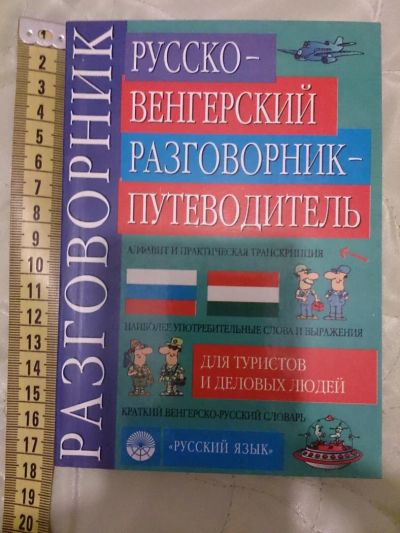 РАЗГОВОРНИК
РУССКО –
ВЕНГЕРСКИЙ
РАЗГОВОРНИК –
ПУТЕВОДИТЕЛЬ
АЛФАВИТ И ПРАКТИЧЕСКАЯ ТРАНСКРИПЦИЯ
НАИБОЛЕЕ УПОТРЕБИТЕЛЬНЫЕ СЛОВА И ВЫРАЖЕНИЯ
ДЛЯ ТУРИСТОВ
И ДЕЛОВЫХ ЛЮДЕЙ
КРАТКИЙ ВЕНГЕРСКО-РУССКИЙ СЛОВАРЬ
«РУССКИЙ ЯЗЫК»
2
3
4
5
6
7
8
9
10
11
12
13
14
15
16
17
18
19
20